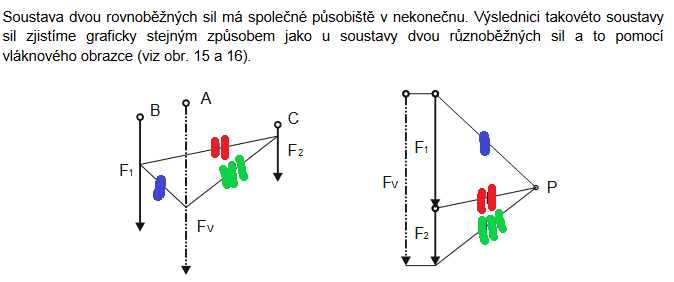 Soustava dvou rovnoběžných sil má společné působiště v nekonečnu. Výslednici takovéto soustavy
sil zjistíme graficky stejným způsobem jako u soustavy dvou různoběžných sil a to pomocí
vláknového obrazce (viz obr. 15 a 16).
B A C
F1 F2 Fv
F1 Fv F2 P